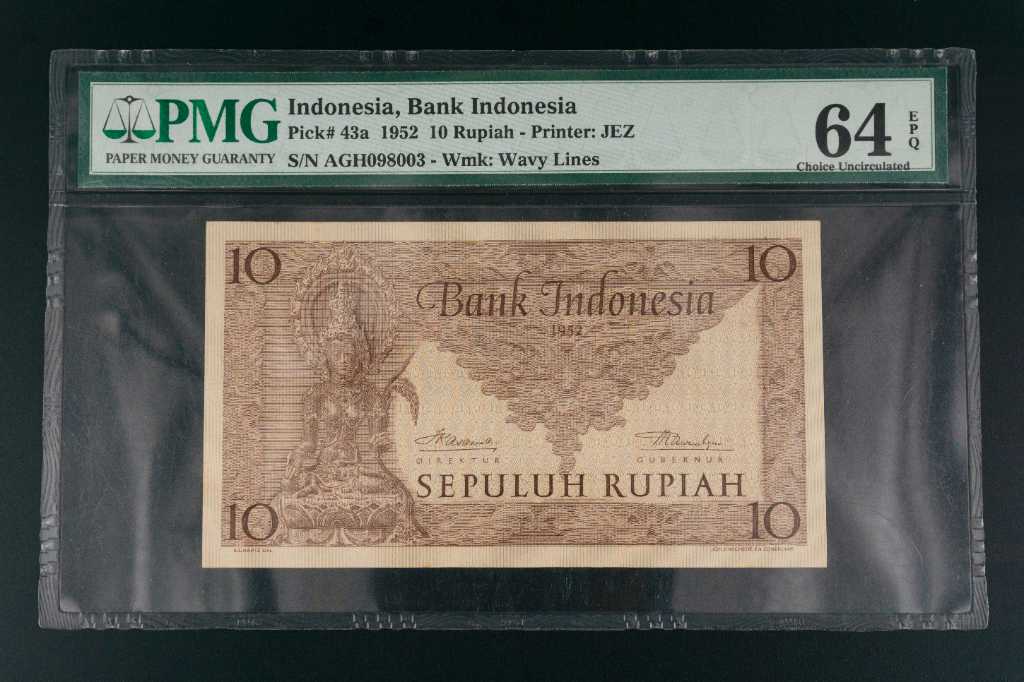 PMG
PAPER MONEY GUARANTY
Indonesia, Bank Indonesia
Pick# 43a 1952 10 Rupiah - Printer: JEZ
S/N AGH098003 - Wmk: Wavy Lines
64 EPQ
Choice Uncirculated
10 10
Bank Indonesia
1952
DIREKTUR GUBERNUR
SEPULUH RUPIAH
10 10